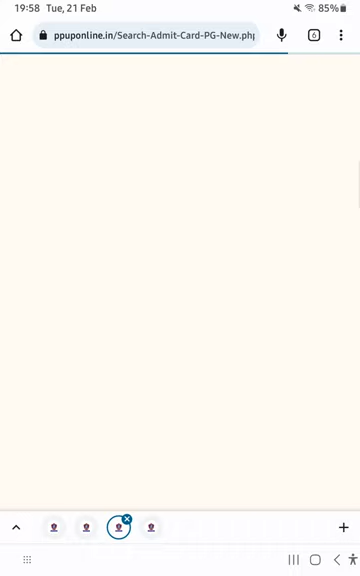 19:58 Tue, 21 Feb 85%
ppuponline.in/Search-Admit-Card-PG-New.php 6